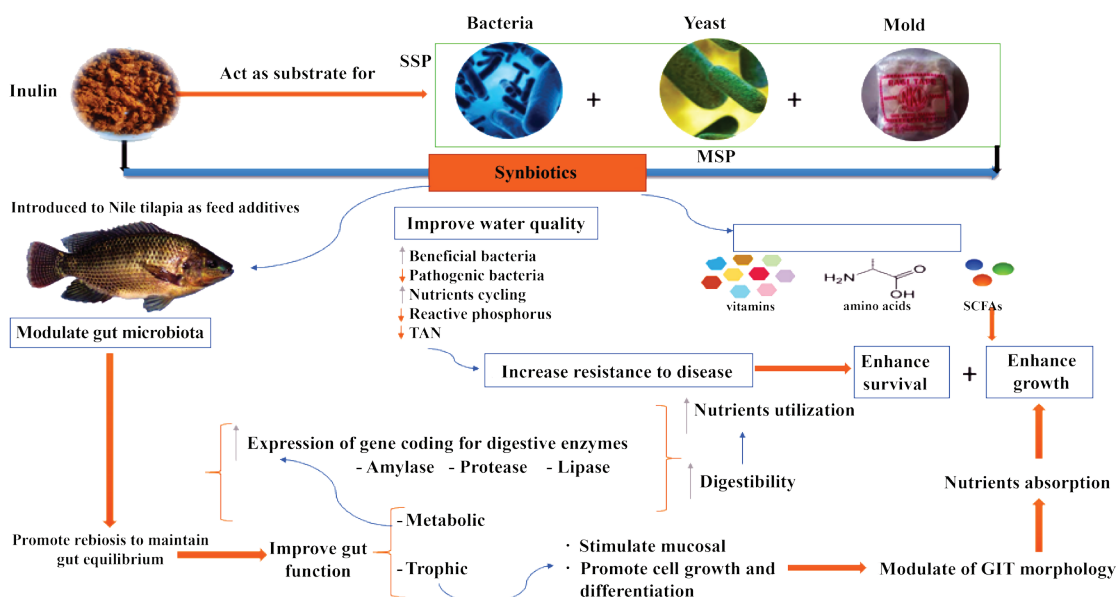 Bacteria
Yeast
Mold
SSP
Inulin
Act as substrate for
+
+
RAGI TAPE
MSP
Synbiotics
Introduced to Nile tilapia as feed additives
Improve water quality
Beneficial bacteria
Pathogenic bacteria
Nutrients cycling
Reactive phosphorus
TAN
vitamins
H₂N
O
OH
amino acids
SCFAs
Modulate gut microbiota
Increase resistance to disease
Enhance
survival
+
Enhance
growth
Nutrients utilization
Expression of gene coding for digestive enzymes
- Amylase - Protease - Lipase
Digestibility
Nutrients absorption
- Metabolic
Promote rebiosis to maintain
gut equilibrium
Improve gut
function
- Trophic
· Stimulate mucosal
· Promote cell growth and
differentiation
Modulate of GIT morphology